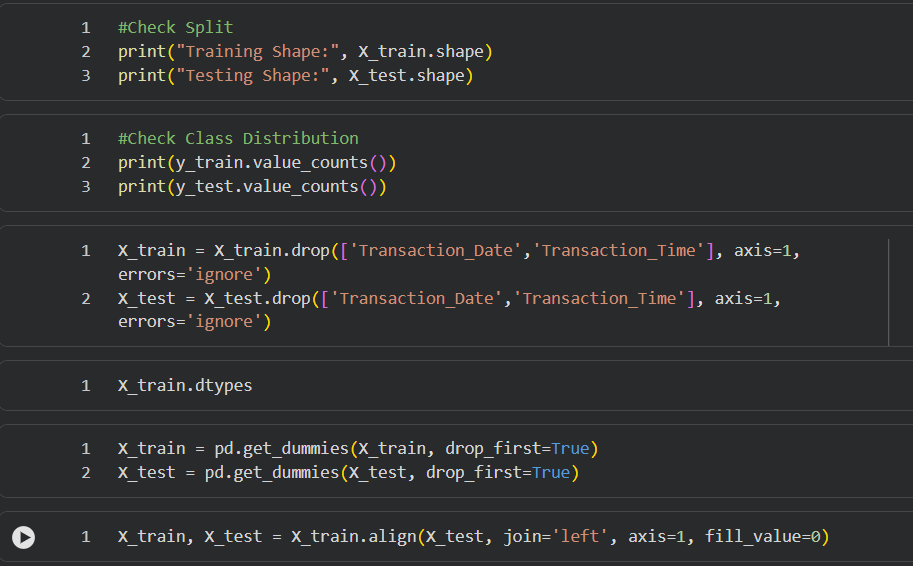 1 #Check Split
2 print("Training Shape:", X_train.shape)
3 print("Testing Shape:", X_test.shape)
1 #Check Class Distribution
2 print(y_train.value_counts())
3 print(y_test.value_counts())
1 X_train = X_train.drop(['Transaction_Date','Transaction_Time'], axis=1,
errors='ignore')
2 X_test = X_test.drop(['Transaction_Date','Transaction_Time'], axis=1,
errors='ignore')
1 X_train.dtypes
1 X_train = pd.get_dummies(X_train, drop_first=True)
2 X_test = pd.get_dummies(X_test, drop_first=True)
1 X_train, X_test = X_train.align(X_test, join='left', axis=1, fill_value=0)